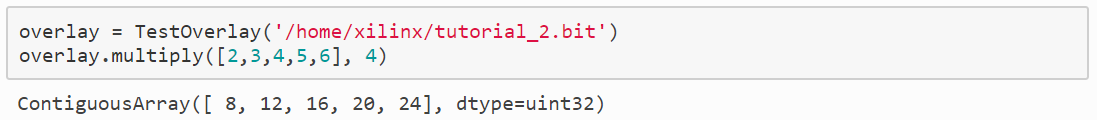 overlay = TestOverlay('/home/xilinx/tutorial_2.bit')
overlay.multiply([2,3,4,5,6], 4)
ContiguousArray([ 8, 12, 16, 20, 24], dtype=uint32)